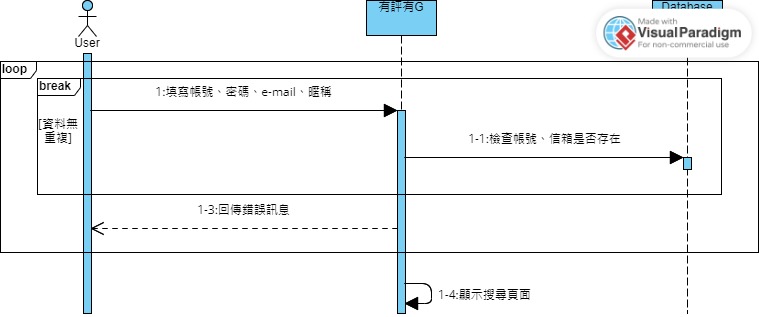 User
有評有G
Database
Made with
Visual Paradigm
For non-commercial use
loop
break
[資料無
重複]
1:填寫帳號、密碼、e-mail、暱稱
1-1:檢查帳號、信箱是否存在
1-3:回傳錯誤訊息
1-4:顯示搜尋頁面